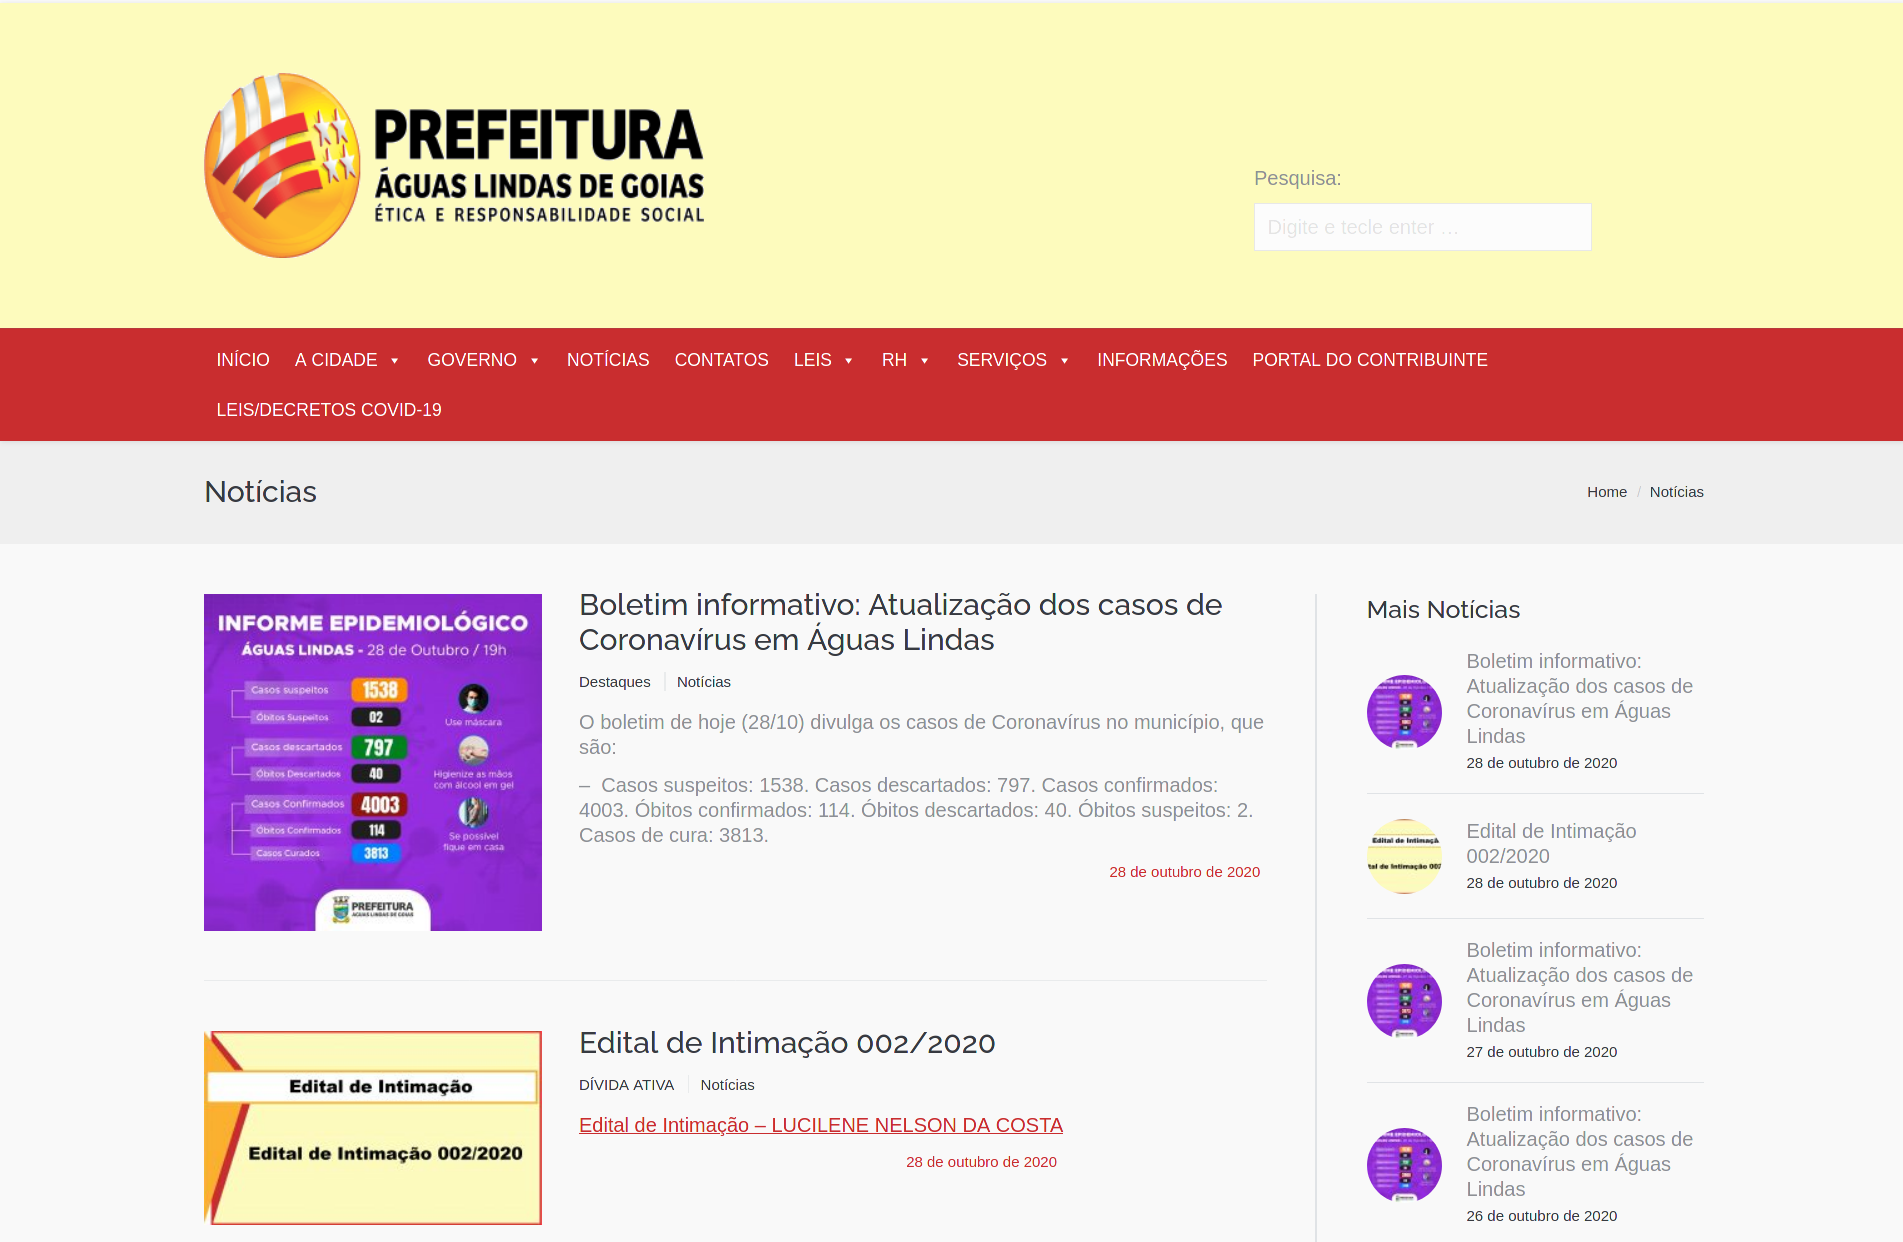 PREFEITURA
ÁGUAS LINDAS DE GOIAS
ÉTICA E RESPONSABILIDADE SOCIAL
Pesquisa:
Digite e tecle enter …
INÍCIO A CIDADE GOVERNO NOTÍCIAS CONTATOS LEIS RH SERVIÇOS INFORMAÇÕES PORTAL DO CONTRIBUINTE
LEIS/DECRETOS COVID-19
Notícias
Home / Notícias
INFORME EPIDEMIOLÓGICO
ÁGUAS LINDAS - 28 de Outubro / 19h
Casos suspeitos 1538
Óbitos Suspeitos 02
Use máscara
Casos descartados 797
Óbitos Descartados 40
Higienize as mãos
com álcool em gel
Casos Confirmados 4003
Óbitos Confirmados 114
Se possível
fique em casa
Casos Curados 3813
PREFEITURA
ÁGUAS LINDAS DE GOIÁS
Boletim informativo: Atualização dos casos de
Coronavírus em Águas Lindas
Destaques Notícias
O boletim de hoje (28/10) divulga os casos de Coronavírus no município, que
são:
– Casos suspeitos: 1538. Casos descartados: 797. Casos confirmados:
4003. Óbitos confirmados: 114. Óbitos descartados: 40. Óbitos suspeitos: 2.
Casos de cura: 3813.
28 de outubro de 2020
Edital de Intimação
Edital de Intimação 002/2020
Edital de Intimação 002/2020
DÍVIDA ATIVA Notícias
Edital de Intimação – LUCILENE NELSON DA COSTA
28 de outubro de 2020
Mais Notícias
Boletim informativo:
Atualização dos casos de
Coronavírus em Águas
Lindas
28 de outubro de 2020
Edital de Intimação
002/2020
28 de outubro de 2020
Boletim informativo:
Atualização dos casos de
Coronavírus em Águas
Lindas
27 de outubro de 2020
Boletim informativo:
Atualização dos casos de
Coronavírus em Águas
Lindas
26 de outubro de 2020